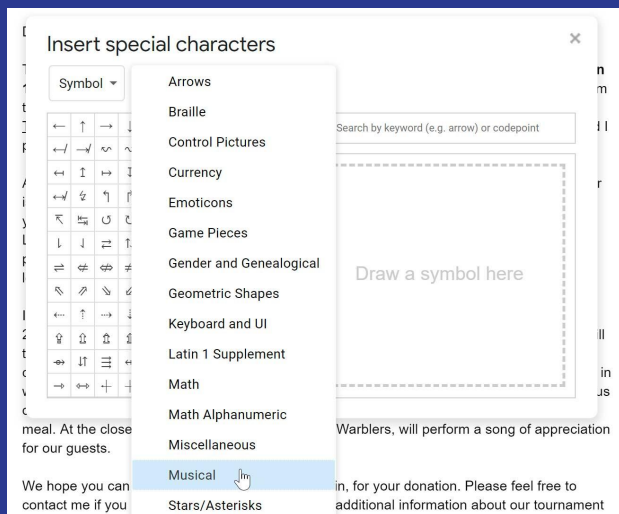 Insert special characters
×
Symbol
Arrows
Braille
Control Pictures
Currency
Emoticons
Game Pieces
Gender and Genealogical
Geometric Shapes
Keyboard and UI
Latin 1 Supplement
Math
Math Alphanumeric
Miscellaneous
Musical
Stars/Asterisks
Search by keyword (e.g. arrow) or codepoint
Draw a symbol here
meal. At the close Warblers, will perform a song of appreciation
for our guests.
We hope you can in, for your donation. Please feel free to
contact me if you additional information about our tournament